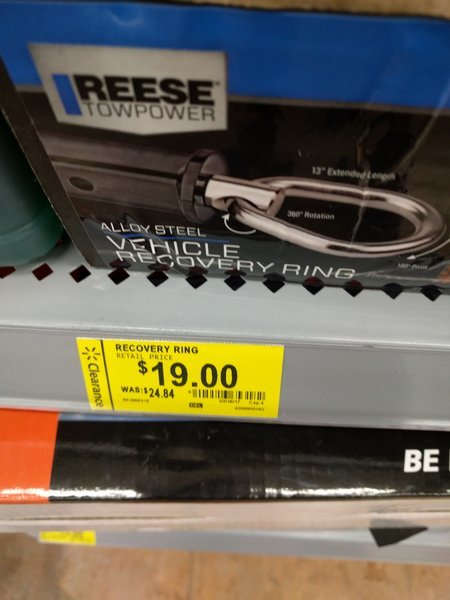 REESE
TOWPOWER
13" Extended Length
360° Rotation
180° Pivot
ALLOY STEEL
VEHICLE
RECOVERY RING
Clearance
RECOVERY RING
RETAIL PRICE
$19.00
WAS:$24.84
BE